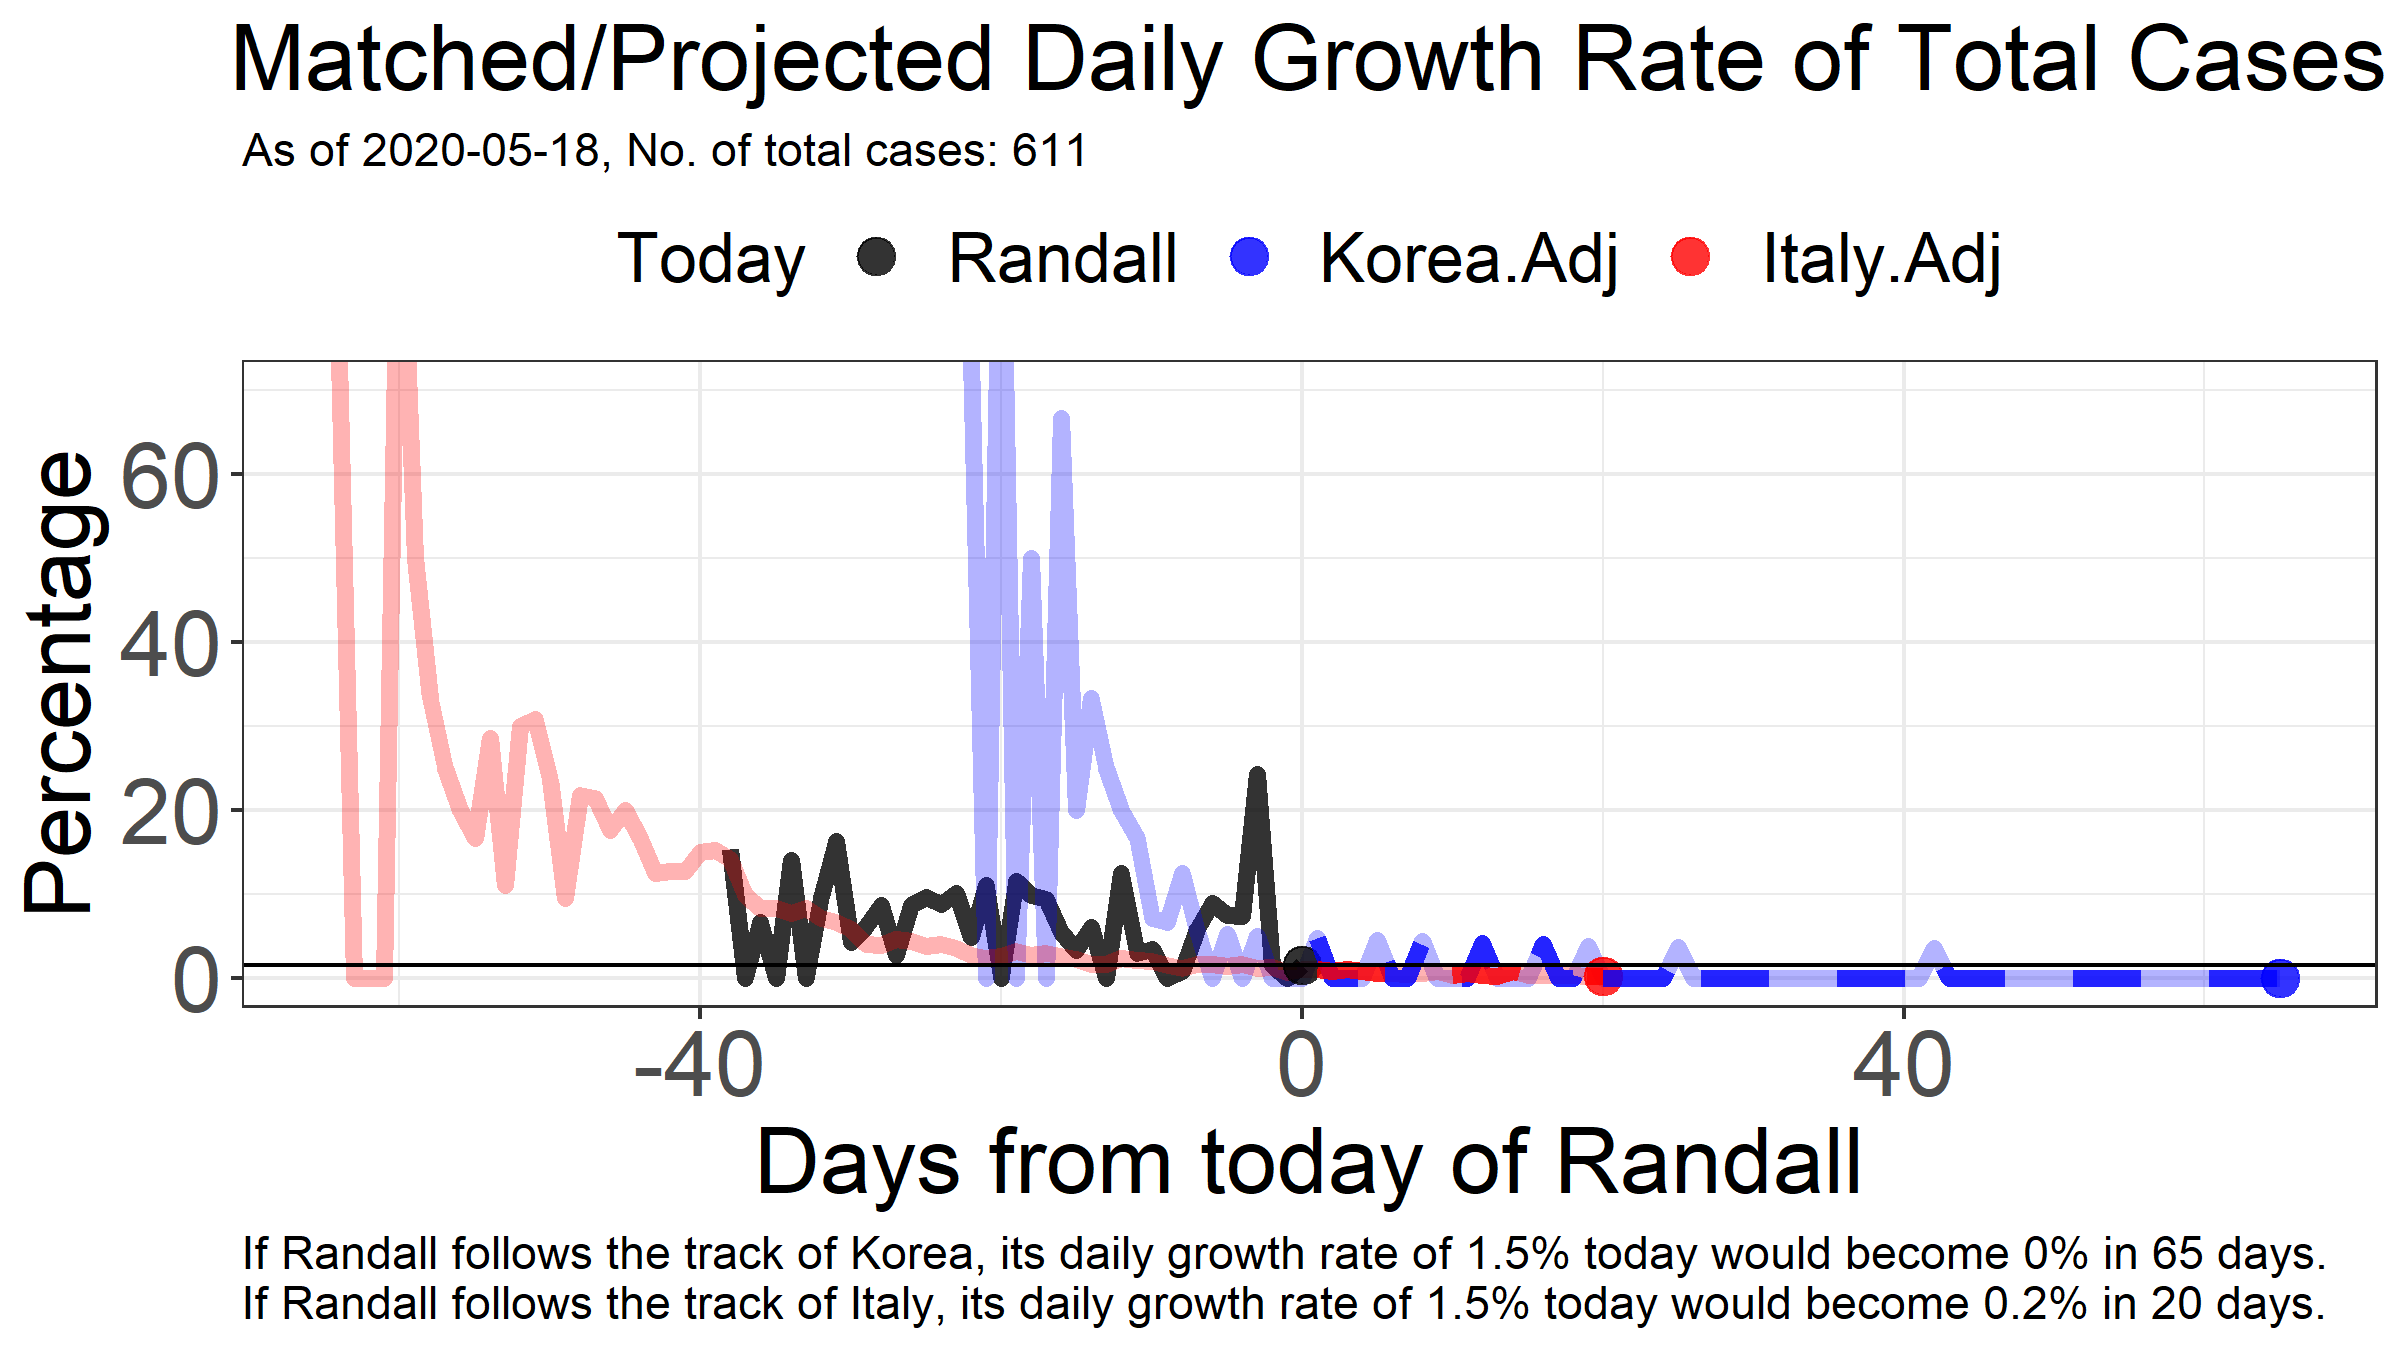 Matched/Projected Daily Growth Rate of Total Cases
As of 2020-05-18, No. of total cases: 611
Today Randall Korea.Adj Italy.Adj
Percentage
60
40
20
0
-40 0 40
Days from today of Randall
If Randall follows the track of Korea, its daily growth rate of 1.5% today would become 0% in 65 days.
If Randall follows the track of Italy, its daily growth rate of 1.5% today would become 0.2% in 20 days.